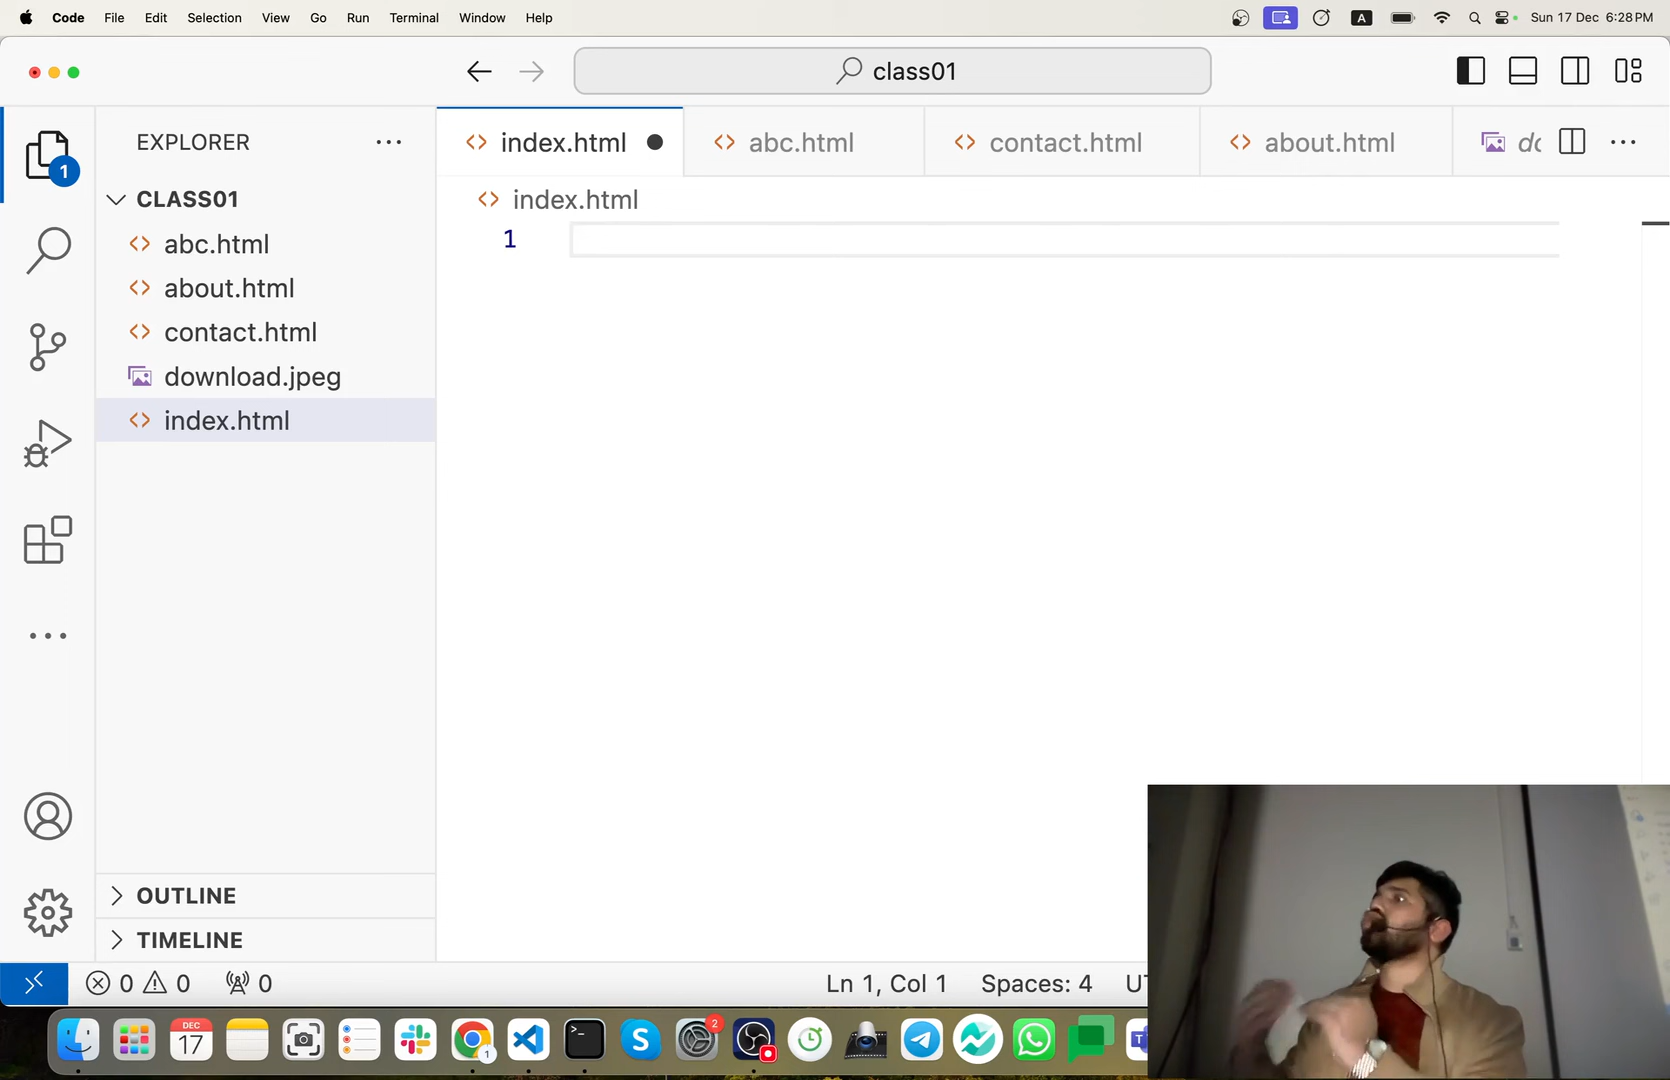 Code File Edit Selection View Go Run Terminal Window Help A Sun 17 Dec 6:28 PM
class01
EXPLORER
1
index.html
abc.html
contact.html
about.html
CLASS01
index.html
1
abc.html
about.html
contact.html
download.jpeg
index.html
OUTLINE
TIMELINE
0 0 0
Ln 1, Col 1 Spaces: 4
DEC
17
1
>_
S
2
T